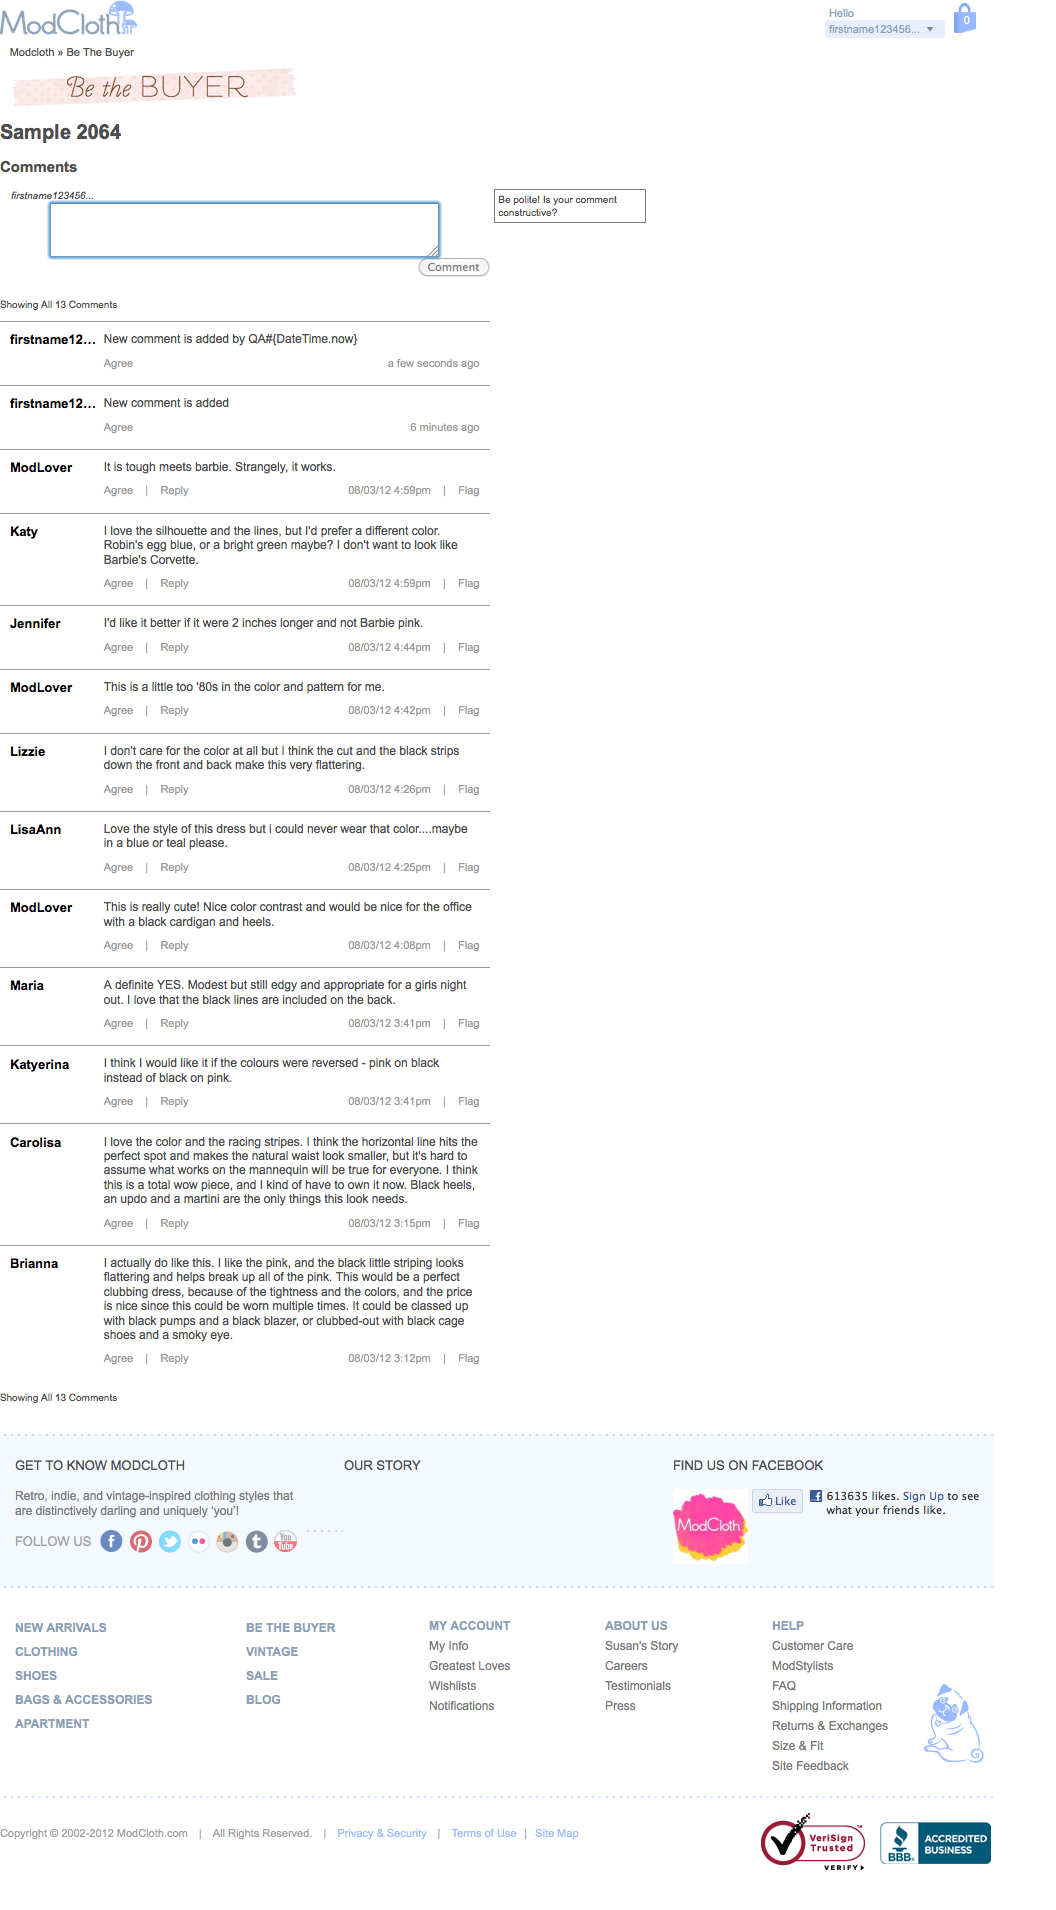 ModCloth
Hello
firstname123456...
0
Modcloth » Be The Buyer
Be the BUYER
Sample 2064
Comments
firstname123456...
Be polite! Is your comment
constructive?
Comment
Showing All 13 Comments
firstname12... New comment is added by QA#{DateTime.now}
Agree a few seconds ago
firstname12... New comment is added
Agree 6 minutes ago
ModLover It is tough meets barbie. Strangely, it works.
Agree | Reply 08/03/12 4:59pm | Flag
Katy I love the silhouette and the lines, but I'd prefer a different color.
Robin's egg blue, or a bright green maybe? I don't want to look like
Barbie's Corvette.
Agree | Reply 08/03/12 4:59pm | Flag
Jennifer I'd like it better if it were 2 inches longer and not Barbie pink.
Agree | Reply 08/03/12 4:44pm | Flag
ModLover This is a little too '80s in the color and pattern for me.
Agree | Reply 08/03/12 4:42pm | Flag
Lizzie I don't care for the color at all but I think the cut and the black strips
down the front and back make this very flattering.
Agree | Reply 08/03/12 4:26pm | Flag
LisaAnn Love the style of this dress but i could never wear that color....maybe
in a blue or teal please.
Agree | Reply 08/03/12 4:25pm | Flag
ModLover This is really cute! Nice color contrast and would be nice for the office
with a black cardigan and heels.
Agree | Reply 08/03/12 4:08pm | Flag
Maria A definite YES. Modest but still edgy and appropriate for a girls night
out. I love that the black lines are included on the back.
Agree | Reply 08/03/12 3:41pm | Flag
Katyerina I think I would like it if the colours were reversed - pink on black
instead of black on pink.
Agree | Reply 08/03/12 3:41pm | Flag
Carolisa I love the color and the racing stripes. I think the horizontal line hits the
perfect spot and makes the natural waist look smaller, but it's hard to
assume what works on the mannequin will be true for everyone. I think
this is a total wow piece, and I kind of have to own it now. Black heels,
an updo and a martini are the only things this look needs.
Agree | Reply 08/03/12 3:15pm | Flag
Brianna I actually do like this. I like the pink, and the black little striping looks
flattering and helps break up all of the pink. This would be a perfect
clubbing dress, because of the tightness and the colors, and the price
is nice since this could be worn multiple times. It could be classed up
with black pumps and a black blazer, or clubbed-out with black cage
shoes and a smoky eye.
Agree | Reply 08/03/12 3:12pm | Flag
Showing All 13 Comments
GET TO KNOW MODCLOTH
Retro, indie, and vintage-inspired clothing styles that
are distinctively darling and uniquely 'you'!
FOLLOW US
f
t
You
Tube
OUR STORY
FIND US ON FACEBOOK
ModCloth
Like
613635 likes. Sign Up to see
what your friends like.
NEW ARRIVALS
CLOTHING
SHOES
BAGS & ACCESSORIES
APARTMENT
BE THE BUYER
VINTAGE
SALE
BLOG
MY ACCOUNT
My Info
Greatest Loves
Wishlists
Notifications
ABOUT US
Susan's Story
Careers
Testimonials
Press
HELP
Customer Care
ModStylists
FAQ
Shipping Information
Returns & Exchanges
Size & Fit
Site Feedback
Copyright © 2002-2012 ModCloth.com | All Rights Reserved. | Privacy & Security | Terms of Use | Site Map
VeriSign™
Trusted
VERIFY
BBB.
ACCREDITED
BUSINESS